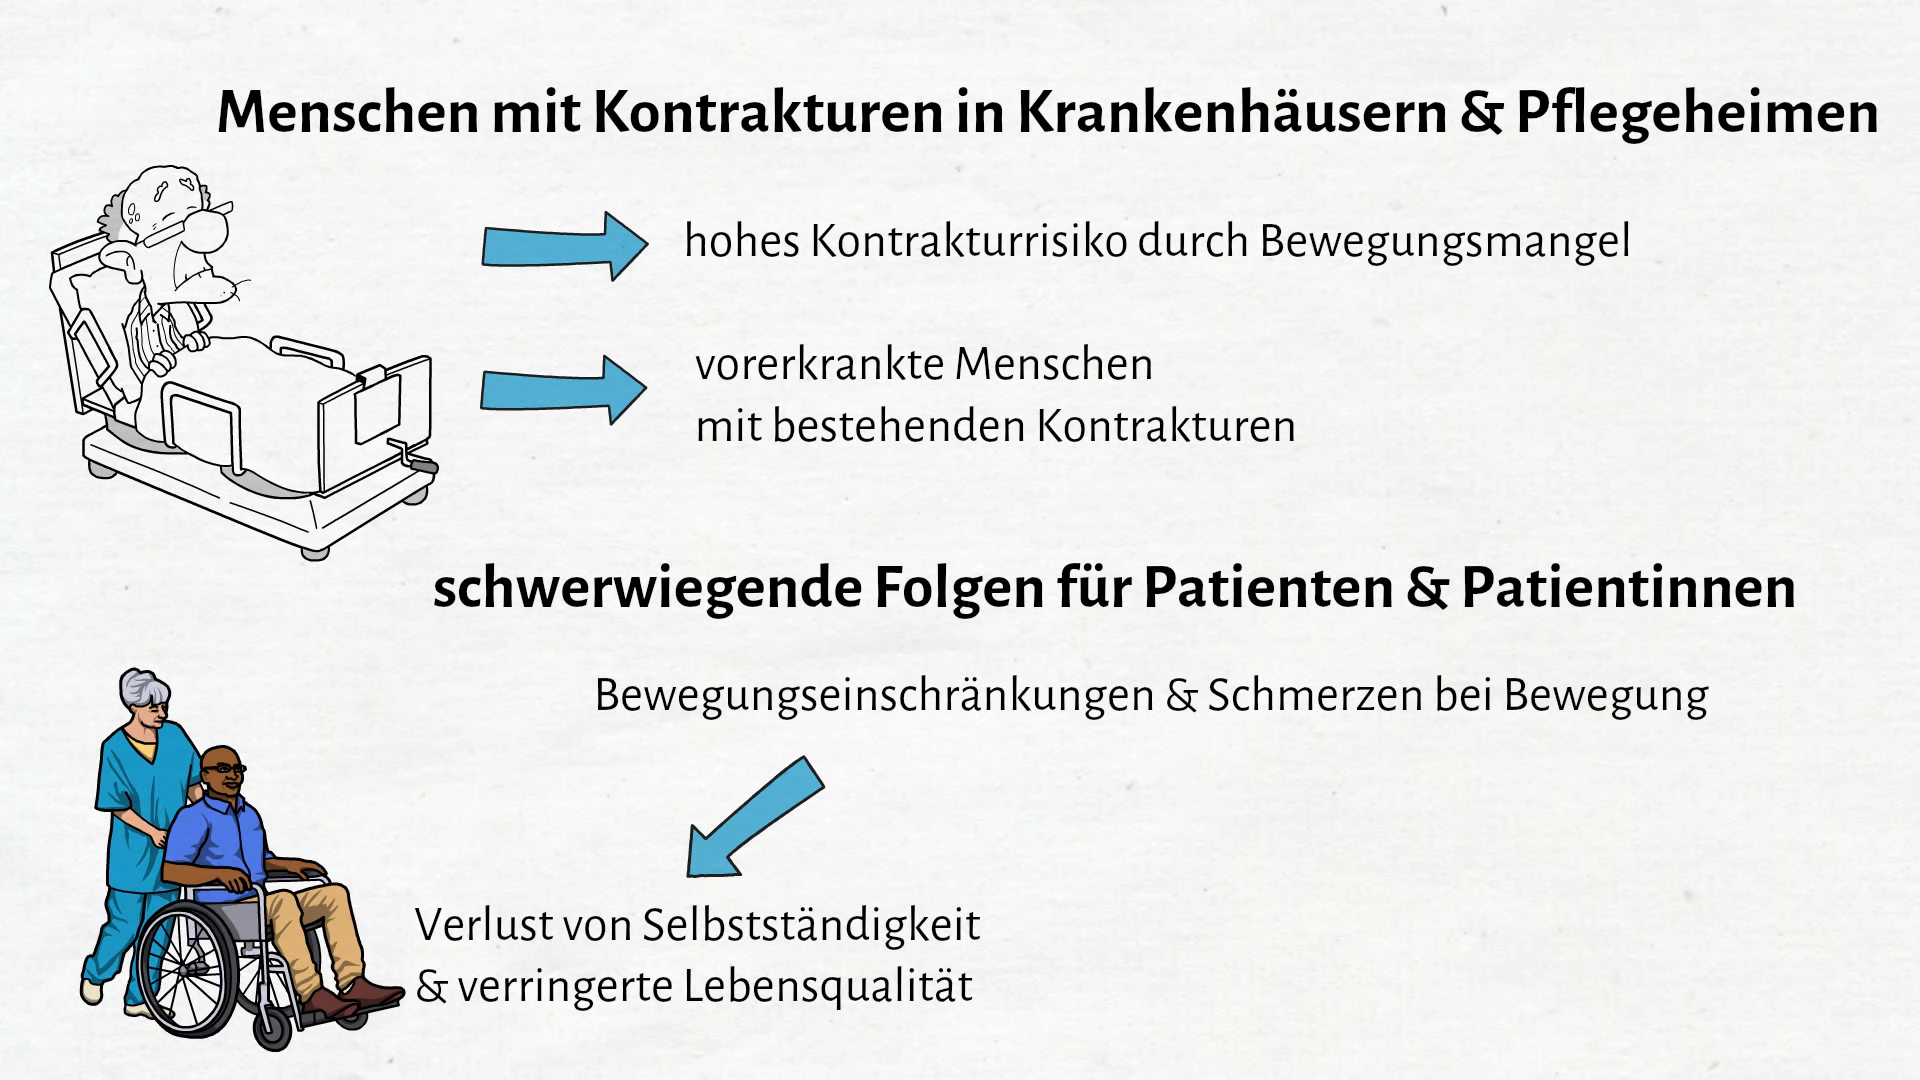 Menschen mit Kontrakturen in Krankenhäusern & Pflegeheimen
hohes Kontrakturrisiko durch Bewegungsmangel
vorerkrankte Menschen
mit bestehenden Kontrakturen
schwerwiegende Folgen für Patienten & Patientinnen
Bewegungseinschränkungen & Schmerzen bei Bewegung
Verlust von Selbstständigkeit
& verringerte Lebensqualität